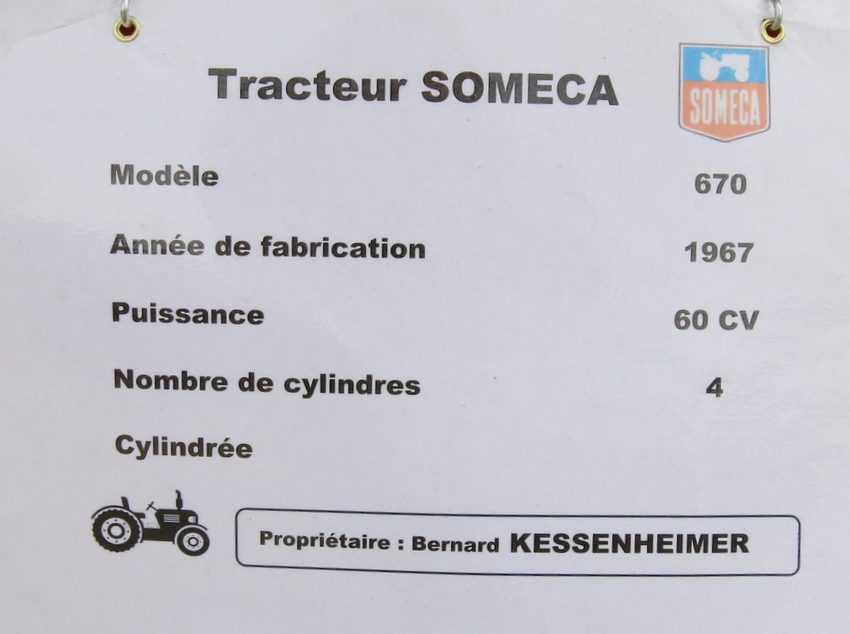 Tracteur SOMECA
SOMECA
Modèle 670
Année de fabrication 1967
Puissance 60 CV
Nombre de cylindres 4
Cylindrée
Propriétaire : Bernard KESSENHEIMER